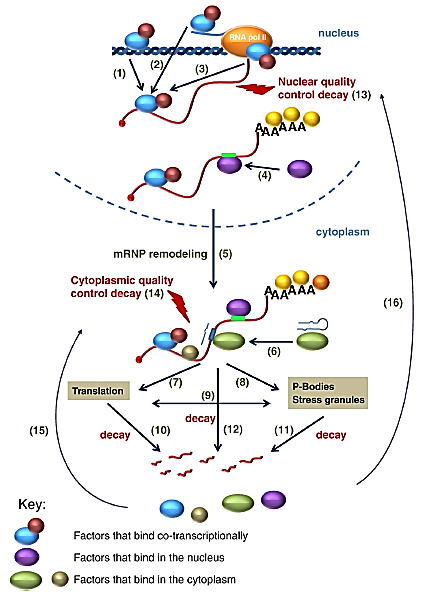 RNA pol II
nucleus
(1)
(2)
(3)
Nuclear quality
control decay (13)
AAAAAA
(4)
cytoplasm
mRNP remodeling
(5)
Cytoplasmic quality
control decay (14)
AAAAAA
(16)
(6)
(7)
(8)
Translation
(9)
P-Bodies
Stress granules
decay
(15)
decay
(10)
(12)
(11)
decay
Key:
Factors that bind co-transcriptionally
Factors that bind in the nucleus
Factors that bind in the cytoplasm